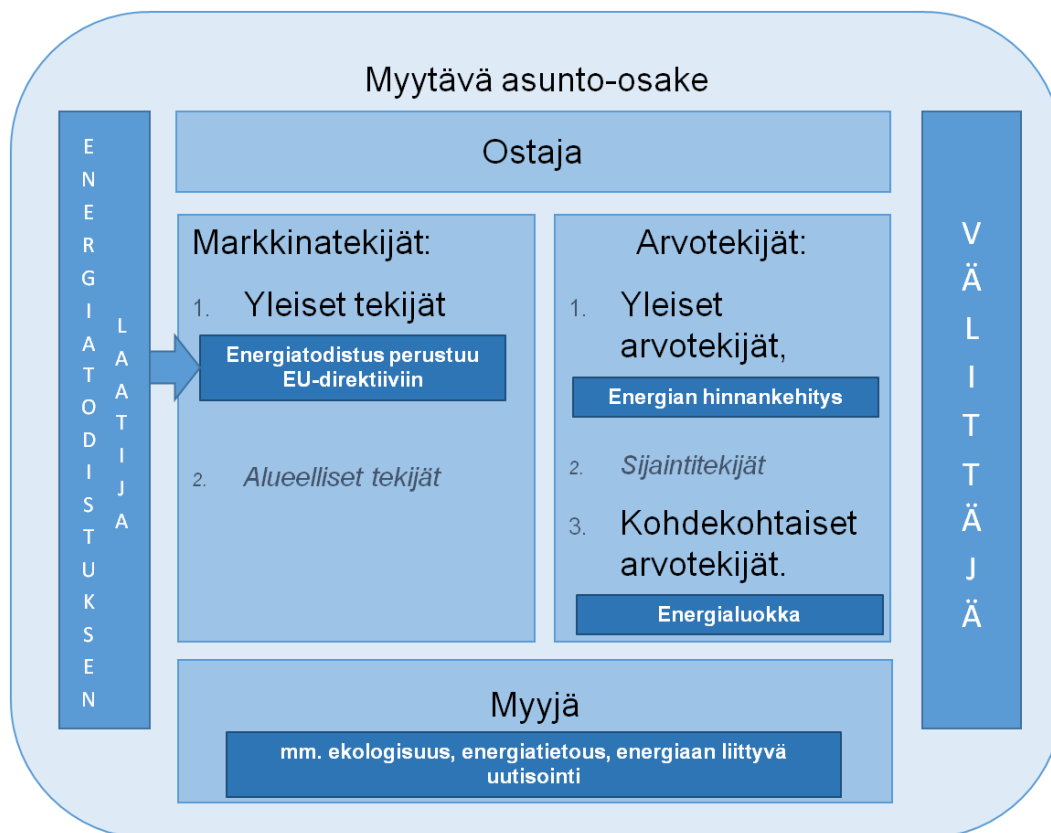 Myytävä asunto-osake
ENERGIATODISTUKSEN
LAATIJA
Ostaja
Markkinatekijät:
1. Yleiset tekijät
Energiatodistus perustuu
EU-direktiiviin
2. Alueelliset tekijät
Arvotekijät:
1. Yleiset
arvotekijät,
Energian hinnankehitys
2. Sijaintitekijät
3. Kohdekohtaiset
arvotekijät.
Energialuokka
VÄLITTÄJÄ
Myyjä
mm. ekologisuus, energiatietous, energiaan liittyvä
uutisointi